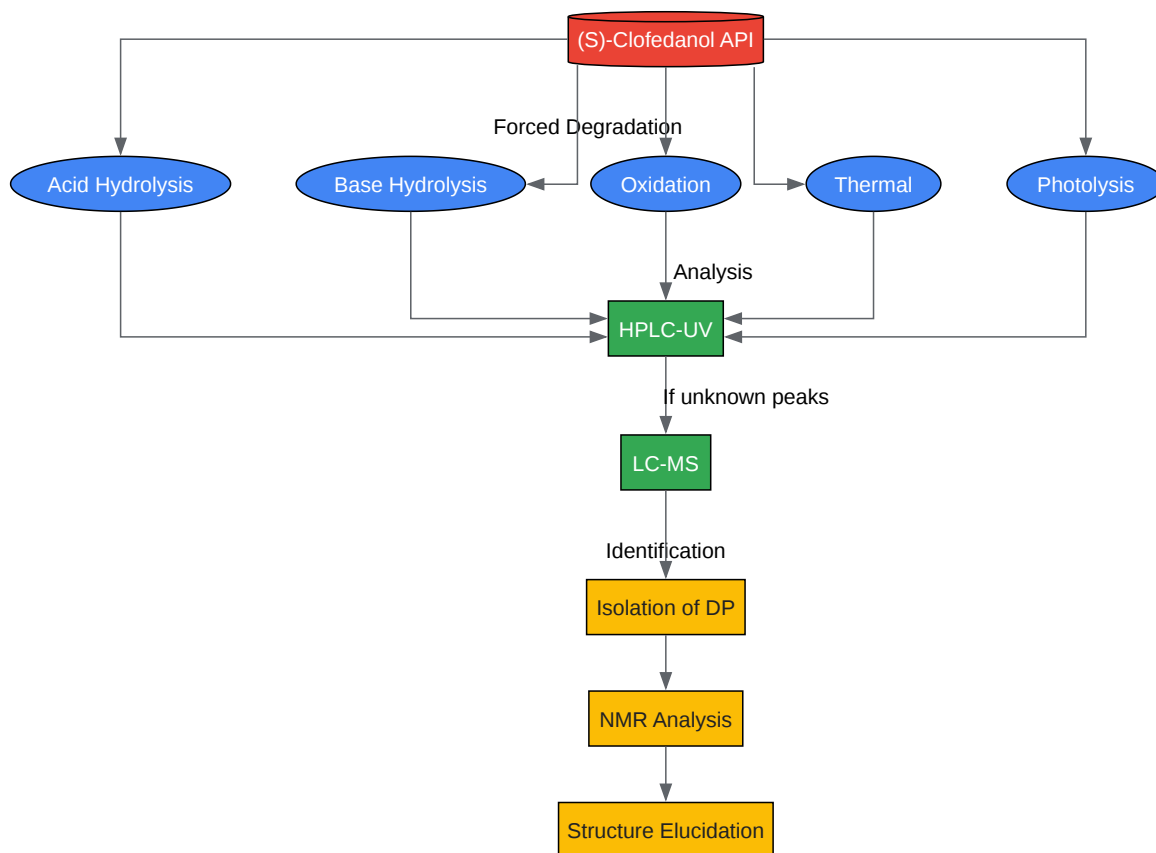 (S)-Clofedanol API
Forced Degradation
Acid Hydrolysis
Base Hydrolysis
Oxidation
Thermal
Photolysis
Analysis
HPLC-UV
If unknown peaks
LC-MS
Identification
Isolation of DP
NMR Analysis
Structure Elucidation